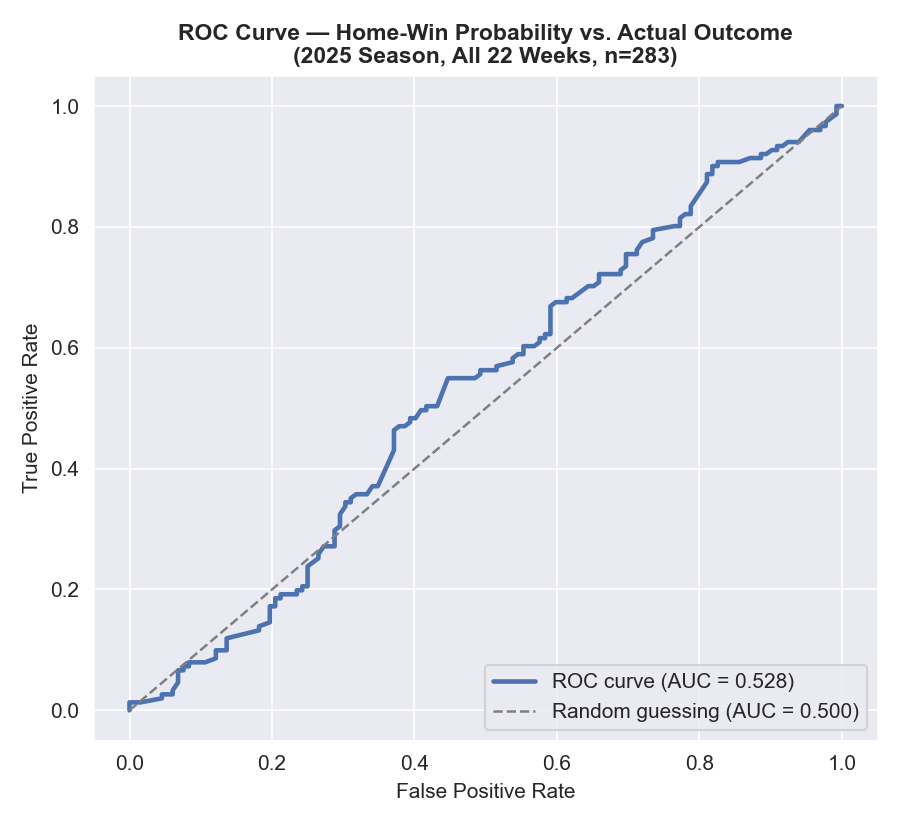 ROC Curve — Home-Win Probability vs. Actual Outcome
(2025 Season, All 22 Weeks, n=283)
True Positive Rate
1.0
0.8
0.6
0.4
0.2
0.0
ROC curve (AUC = 0.528)
Random guessing (AUC = 0.500)
0.0 0.2 0.4 0.6 0.8 1.0
False Positive Rate